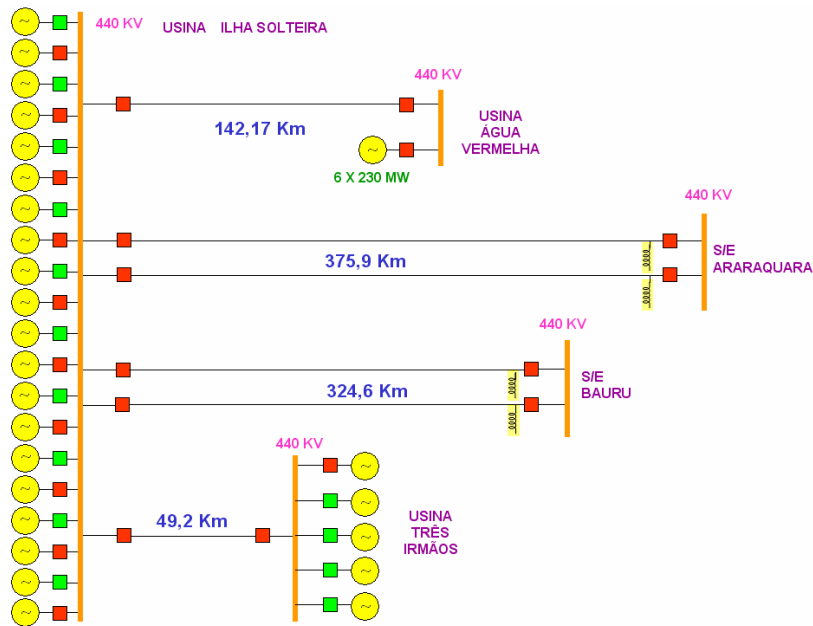 440 KV USINA ILHA SOLTEIRA
440 KV
142,17 Km
USINA
ÁGUA
VERMELHA
6 X 230 MW
440 KV
375,9 Km
S/E
ARARAQUARA
440 KV
324,6 Km
S/E
BAURU
440 KV
49,2 Km
USINA
TRÊS
IRMÃOS